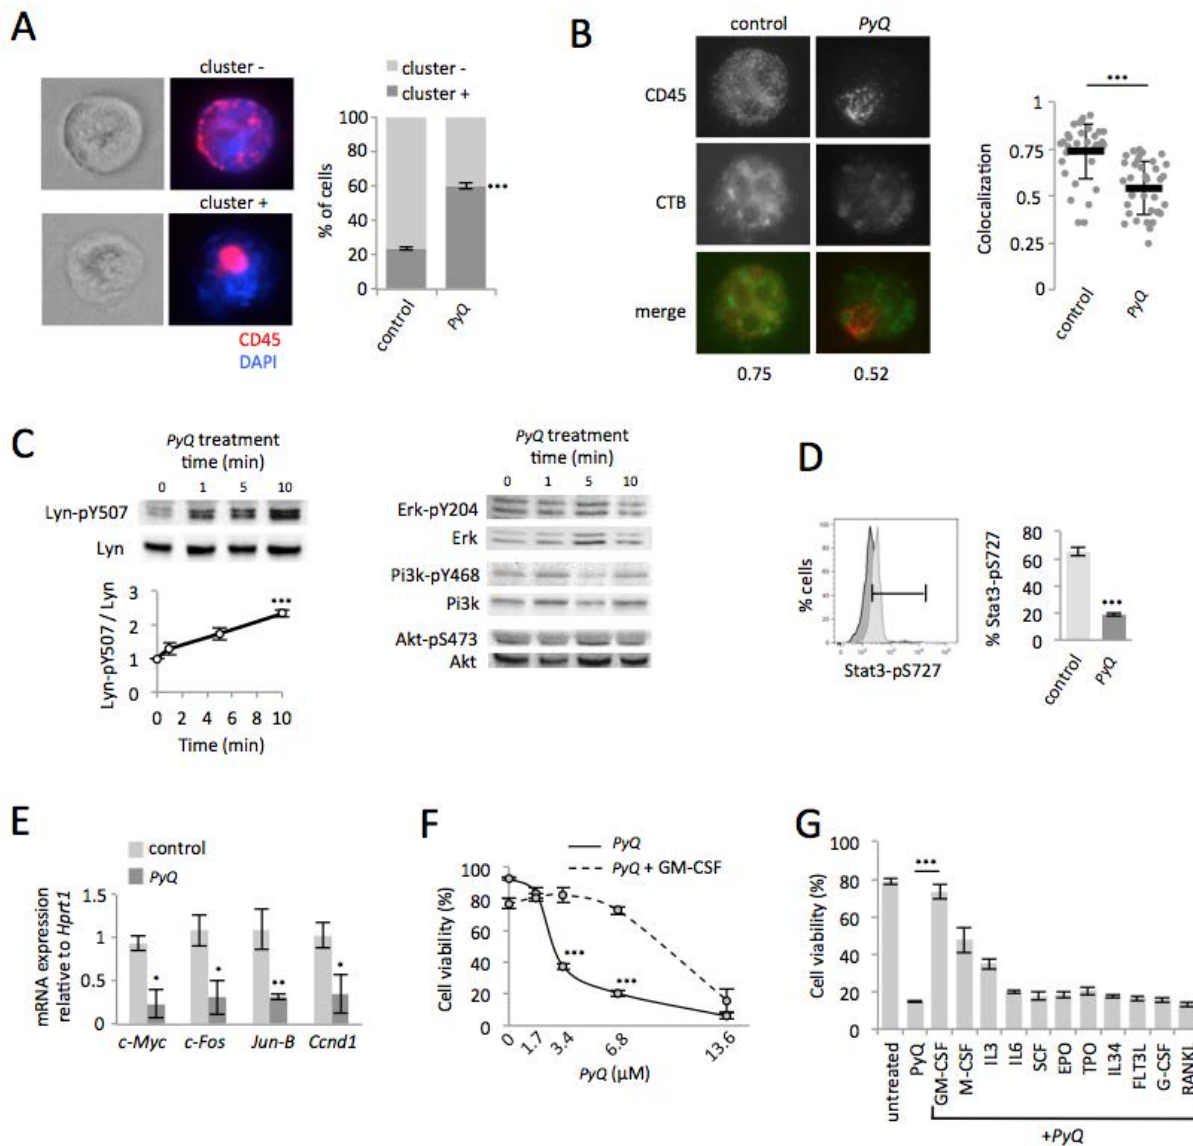 A
cluster -
cluster +
CD45
DAPI
cluster -
cluster +
% of cells
100
80
60
40
20
0
***
control
PyQ
B
control
PyQ
CD45
CTB
merge
0.75
0.52
***
Colocalization
1
0.75
0.5
0.25
0
control
PyQ
C
PyQ treatment
time (min)
0 1 5 10
Lyn-pY507
Lyn
Lyn-pY507 / Lyn
3
2
1
0
***
0 2 4 6 8 10
Time (min)
PyQ treatment
time (min)
0 1 5 10
Erk-pY204
Erk
Pi3k-pY468
Pi3k
Akt-pS473
Akt
D
% cells
100
80
60
40
20
0
Stat3-pS727
% Stat3-pS727
80
60
40
20
0
***
control
PyQ
E
control
PyQ
mRNA expression
relative to Hprt1
1.5
1
0.5
0
*
*
**
*
c-Myc c-Fos Jun-B Ccnd1
F
PyQ
PyQ + GM-CSF
Cell viability (%)
100
80
60
40
20
0
***
***
0 1.7 3.4 6.8 13.6
PyQ (µM)
G
Cell viability (%)
100
80
60
40
20
0
***
untreated
PyQ
GM-CSF
M-CSF
IL3
IL6
SCF
EPO
TPO
IL34
FLT3L
G-CSF
RANKL
+PyQ